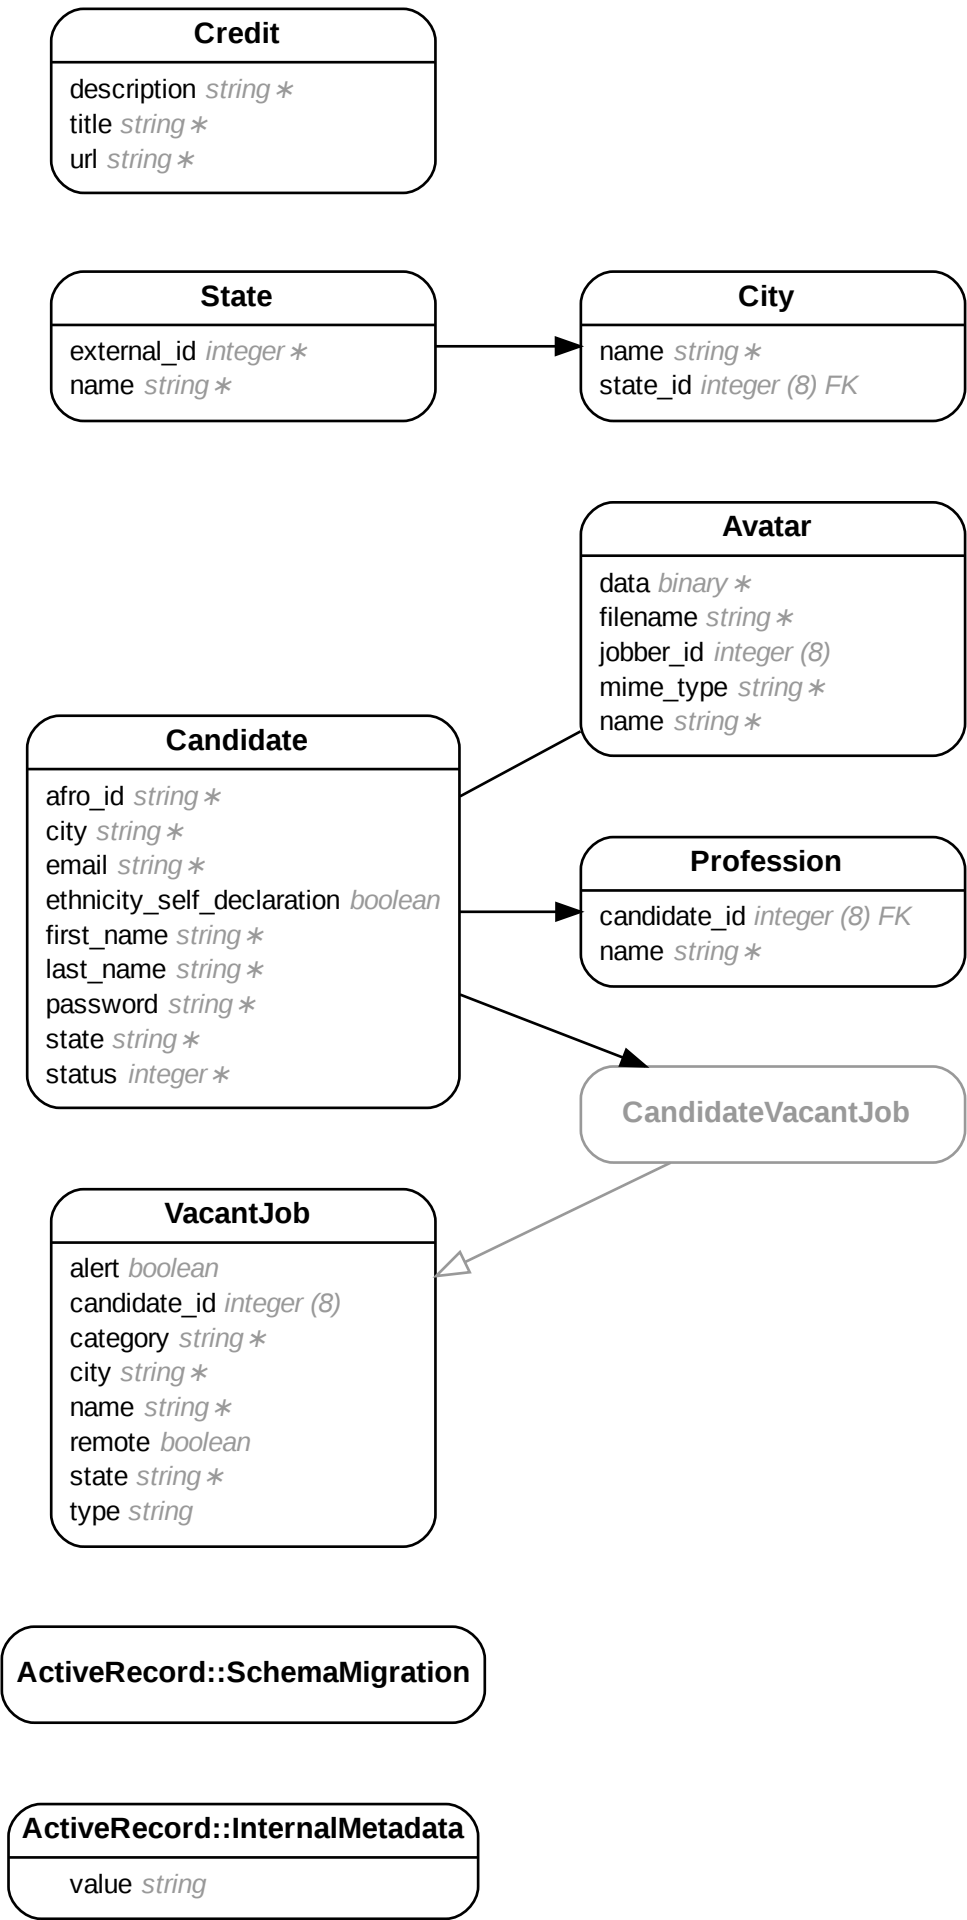 Credit
description string ∗
title string ∗
url string ∗
State
external_id integer ∗
name string ∗
City
name string ∗
state_id integer (8) FK
Avatar
data binary ∗
filename string ∗
jobber_id integer (8)
mime_type string ∗
name string ∗
Candidate
afro_id string ∗
city string ∗
email string ∗
ethnicity_self_declaration boolean
first_name string ∗
last_name string ∗
password string ∗
state string ∗
status integer ∗
Profession
candidate_id integer (8) FK
name string ∗
CandidateVacantJob
VacantJob
alert boolean
candidate_id integer (8)
category string ∗
city string ∗
name string ∗
remote boolean
state string ∗
type string
ActiveRecord::SchemaMigration
ActiveRecord::InternalMetadata
value string